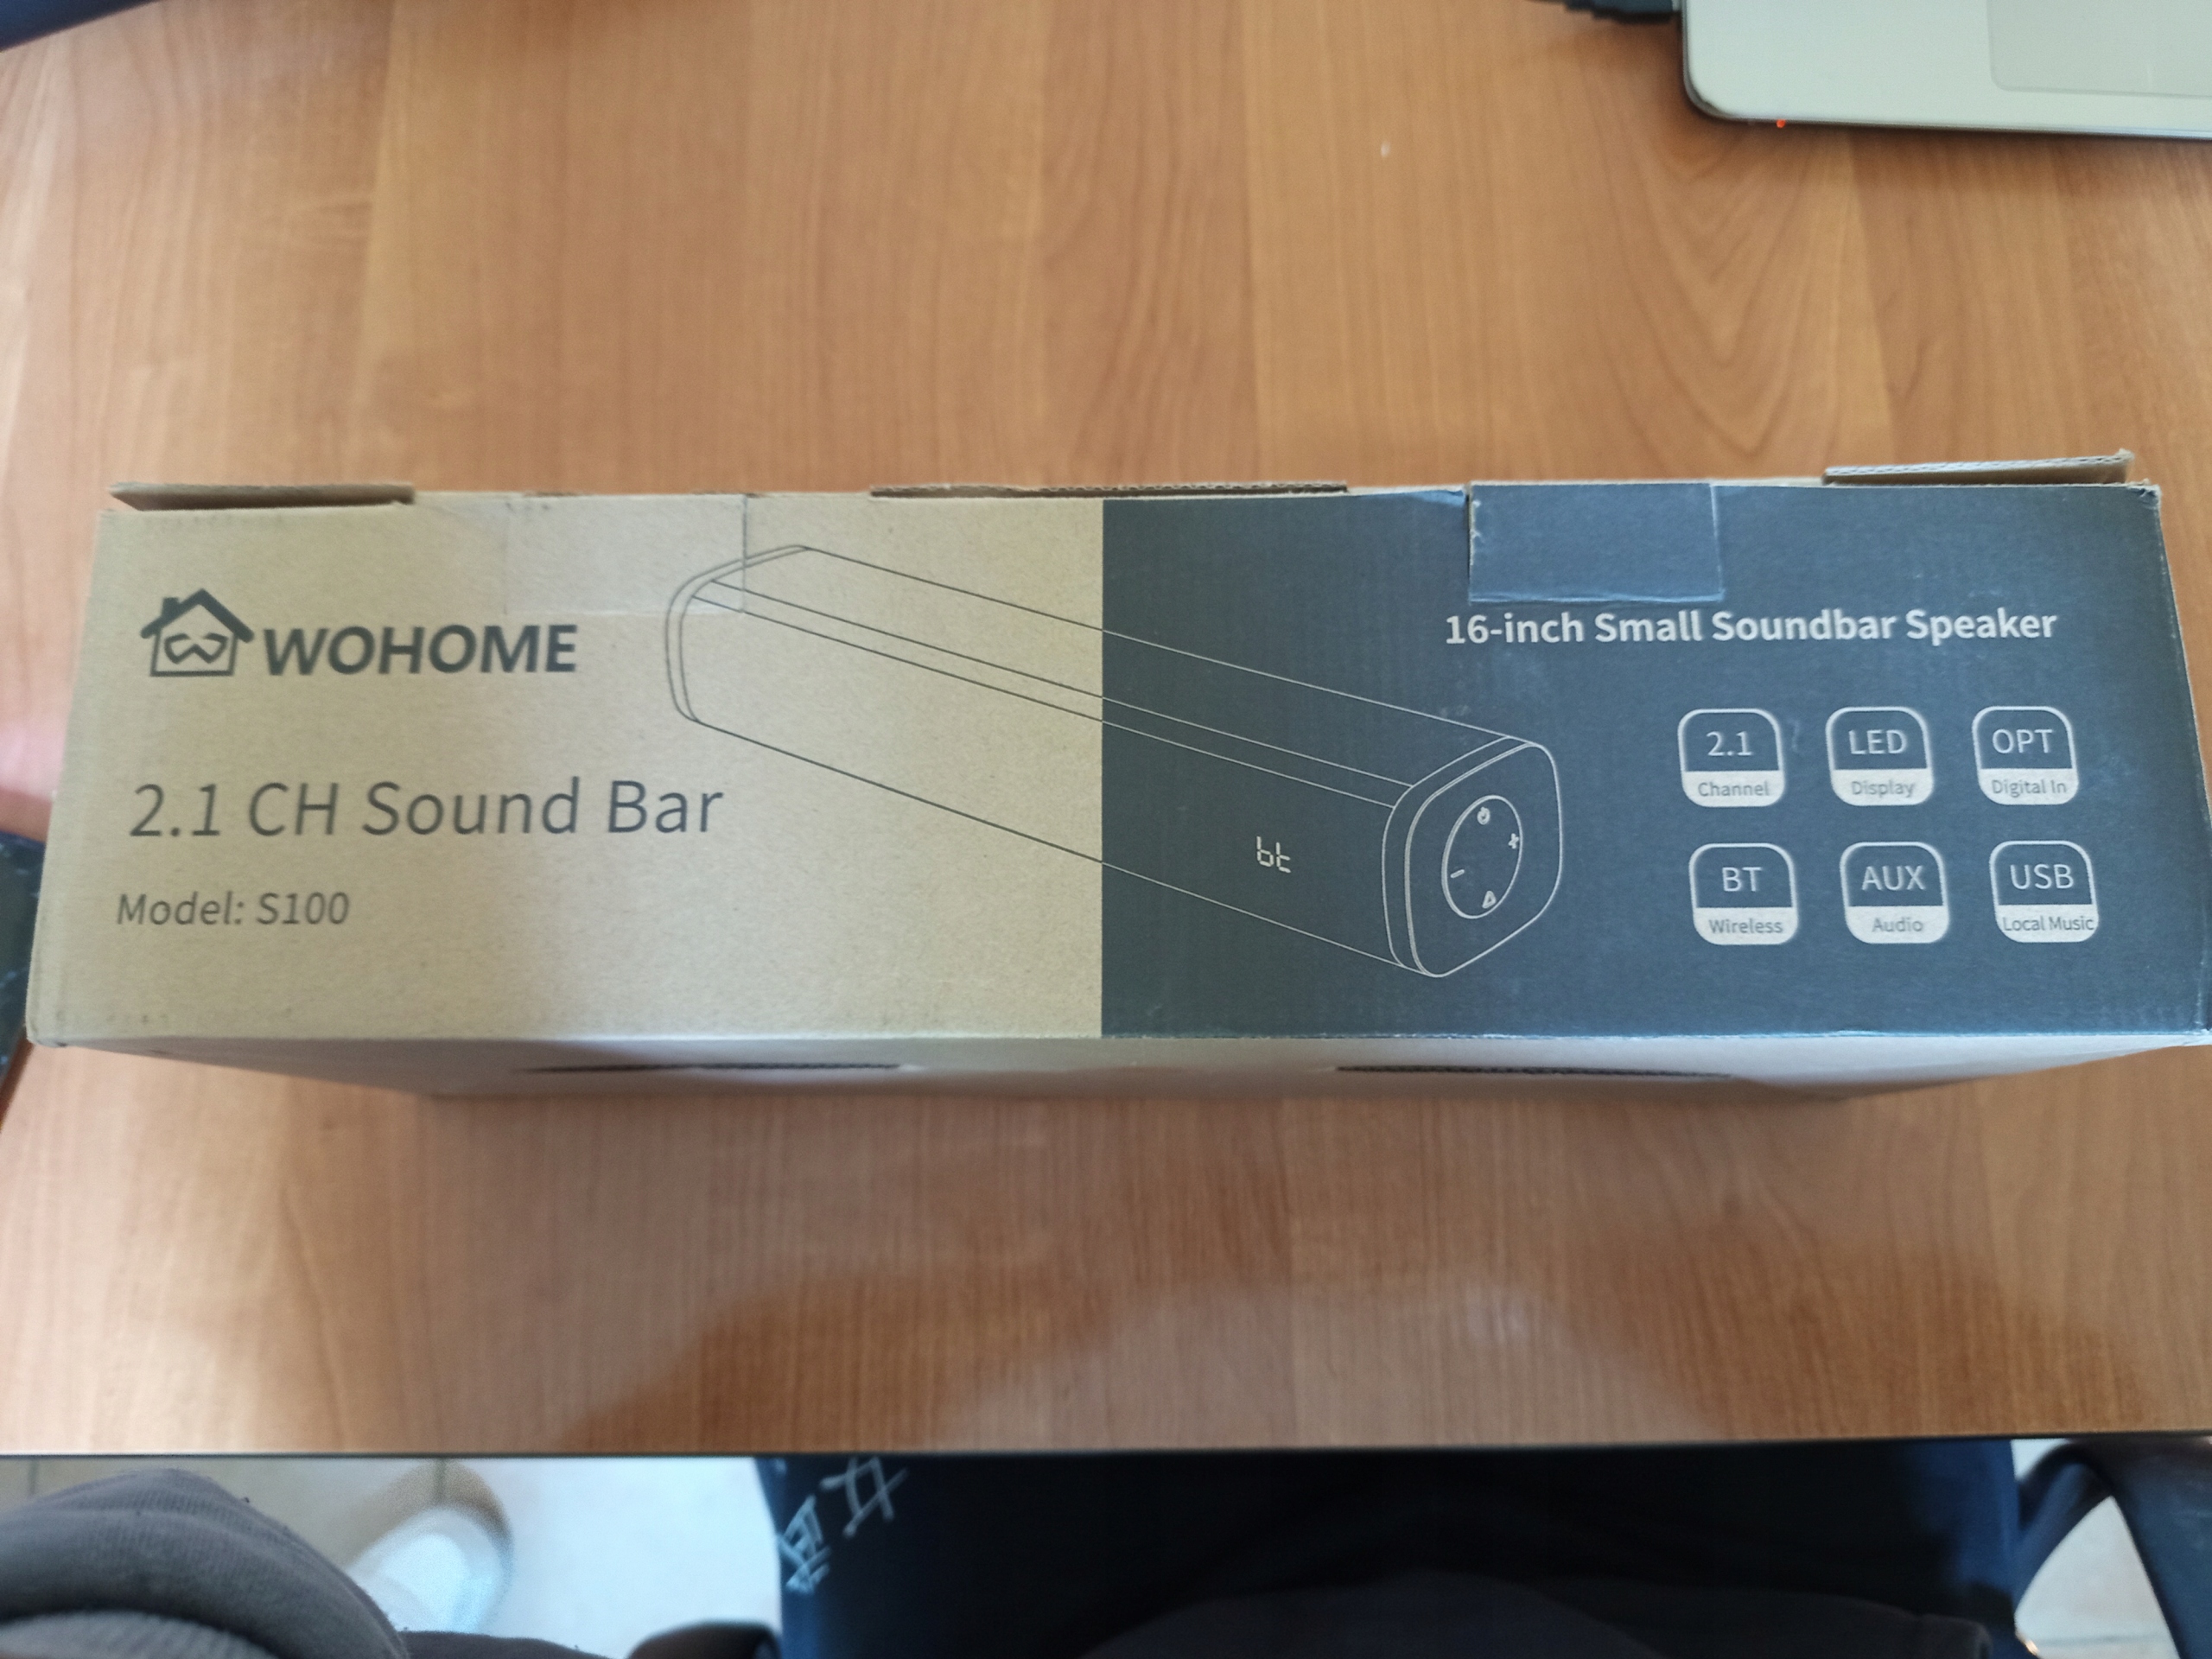 WOHOME
2.1 CH Sound Bar
Model: S100
bt
16-inch Small Soundbar Speaker
2.1
Channel
LED
Display
OPT
Digital In
BT
Wireless
AUX
Audio
USB
Local Music